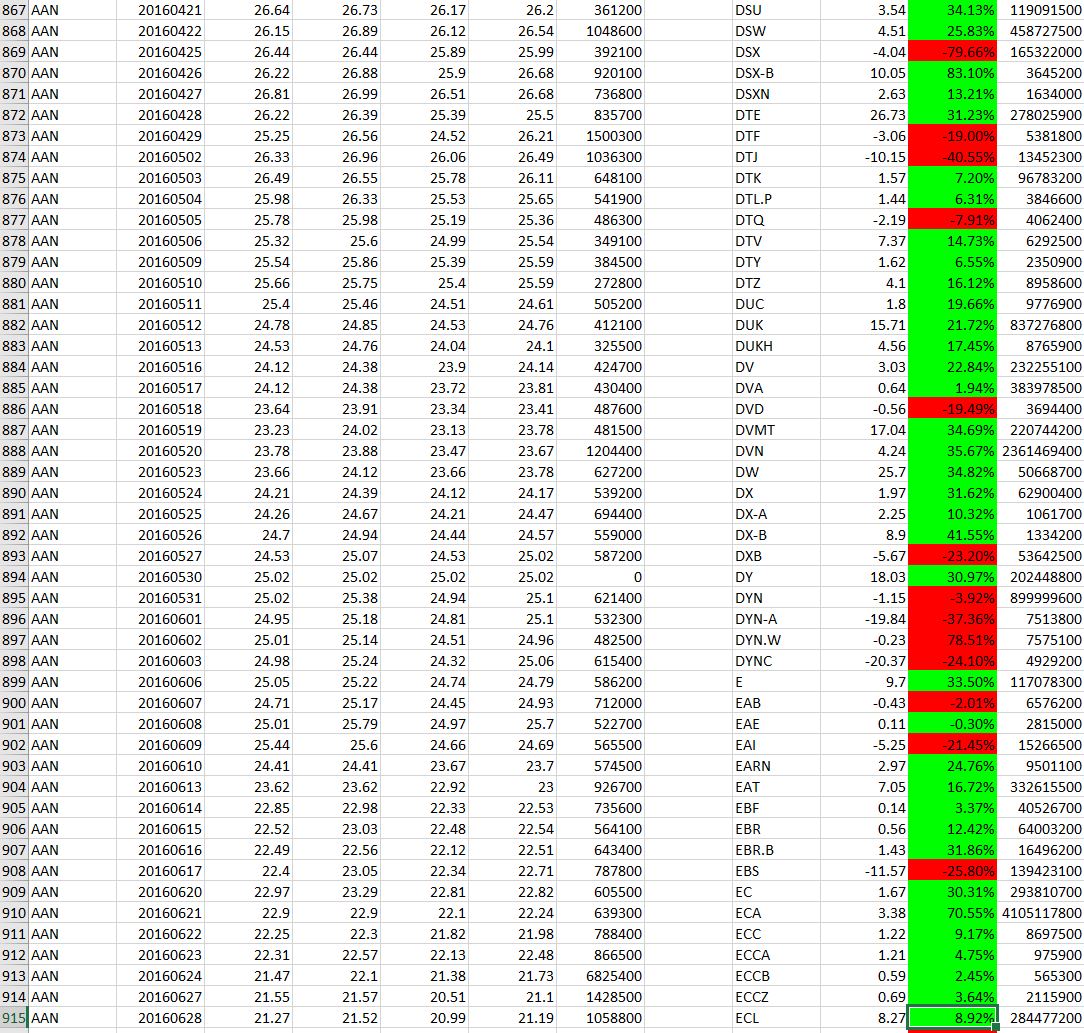 867 AAN 20160421 26.64 26.73 26.17 26.2 361200 DSU 3.54 34.13% 119091500
868 AAN 20160422 26.15 26.89 26.12 26.54 1048600 DSW 4.51 25.83% 458727500
869 AAN 20160425 26.44 26.44 25.89 25.99 392100 DSX -4.04 -79.66% 165322000
870 AAN 20160426 26.22 26.88 25.9 26.68 920100 DSX-B 10.05 83.10% 3645200
871 AAN 20160427 26.81 26.99 26.51 26.68 736800 DSXN 2.63 13.21% 1634000
872 AAN 20160428 26.22 26.39 25.39 25.5 835700 DTE 26.73 31.23% 278025900
873 AAN 20160429 25.25 26.56 24.52 26.21 1500300 DTF -3.06 -19.00% 5381800
874 AAN 20160502 26.33 26.96 26.06 26.49 1036300 DTJ -10.15 -40.55% 13452300
875 AAN 20160503 26.49 26.55 25.78 26.11 648100 DTK 1.57 7.20% 96783200
876 AAN 20160504 25.98 26.33 25.53 25.65 541900 DTL.P 1.44 6.31% 3846600
877 AAN 20160505 25.78 25.98 25.19 25.36 486300 DTQ -2.19 -7.91% 4062400
878 AAN 20160506 25.32 25.6 24.99 25.54 349100 DTV 7.37 14.73% 6292500
879 AAN 20160509 25.54 25.86 25.39 25.59 384500 DTY 1.62 6.55% 2350900
880 AAN 20160510 25.66 25.75 25.4 25.59 272800 DTZ 4.1 16.12% 8958600
881 AAN 20160511 25.4 25.46 24.51 24.61 505200 DUC 1.8 19.66% 9776900
882 AAN 20160512 24.78 24.85 24.53 24.76 412100 DUK 15.71 21.72% 837276800
883 AAN 20160513 24.53 24.76 24.04 24.1 325500 DUKH 4.56 17.45% 8765900
884 AAN 20160516 24.12 24.38 23.9 24.14 424700 DV 3.03 22.84% 232255100
885 AAN 20160517 24.12 24.38 23.72 23.81 430400 DVA 0.64 1.94% 383978500
886 AAN 20160518 23.64 23.91 23.34 23.41 487600 DVD -0.56 -19.49% 3694400
887 AAN 20160519 23.23 24.02 23.13 23.78 481500 DVMT 17.04 34.69% 220744200
888 AAN 20160520 23.78 23.88 23.47 23.67 1204400 DVN 4.24 35.67% 2361469400
889 AAN 20160523 23.66 24.12 23.66 23.78 627200 DW 25.7 34.82% 50668700
890 AAN 20160524 24.21 24.39 24.12 24.17 539200 DX 1.97 31.62% 62900400
891 AAN 20160525 24.26 24.67 24.21 24.47 694400 DX-A 2.25 10.32% 1061700
892 AAN 20160526 24.7 24.94 24.44 24.57 559000 DX-B 8.9 41.55% 1334200
893 AAN 20160527 24.53 25.07 24.53 25.02 587200 DXB -5.67 -23.20% 53642500
894 AAN 20160530 25.02 25.02 25.02 25.02 0 DY 18.03 30.97% 202448800
895 AAN 20160531 25.02 25.38 24.94 25.1 621400 DYN -1.15 -3.92% 899999600
896 AAN 20160601 24.95 25.18 24.81 25.1 532300 DYN-A -19.84 -37.36% 7513800
897 AAN 20160602 25.01 25.14 24.51 24.96 482500 DYN.W -0.23 78.51% 7575100
898 AAN 20160603 24.98 25.24 24.32 25.06 615400 DYNC -20.37 -24.10% 4929200
899 AAN 20160606 25.05 25.22 24.74 24.79 586200 E 9.7 33.50% 117078300
900 AAN 20160607 24.71 25.17 24.45 24.93 712000 EAB -0.43 -2.01% 6576200
901 AAN 20160608 25.01 25.79 24.97 25.7 522700 EAE 0.11 -0.30% 2815000
902 AAN 20160609 25.44 25.6 24.66 24.69 565500 EAI -5.25 -21.45% 15266500
903 AAN 20160610 24.41 24.41 23.67 23.7 574500 EARN 2.97 24.76% 9501100
904 AAN 20160613 23.62 23.62 22.92 23 926700 EAT 7.05 16.72% 332615500
905 AAN 20160614 22.85 22.98 22.33 22.53 735600 EBF 0.14 3.37% 40526700
906 AAN 20160615 22.52 23.03 22.48 22.54 564100 EBR 0.56 12.42% 64003200
907 AAN 20160616 22.49 22.56 22.12 22.51 643400 EBR.B 1.43 31.86% 16496200
908 AAN 20160617 22.4 23.05 22.34 22.71 787800 EBS -11.57 -25.80% 139423100
909 AAN 20160620 22.97 23.29 22.81 22.82 605500 EC 1.67 30.31% 293810700
910 AAN 20160621 22.9 22.9 22.1 22.24 639300 ECA 3.38 70.55% 4105117800
911 AAN 20160622 22.25 22.3 21.82 21.98 788400 ECC 1.22 9.17% 8697500
912 AAN 20160623 22.31 22.57 22.13 22.48 866500 ECCA 1.21 4.75% 975900
913 AAN 20160624 21.47 22.1 21.38 21.73 6825400 ECCB 0.59 2.45% 565300
914 AAN 20160627 21.55 21.57 20.51 21.1 1428500 ECCZ 0.69 3.64% 2115900
915 AAN 20160628 21.27 21.52 20.99 21.19 1058800 ECL 8.27 8.92% 284477200